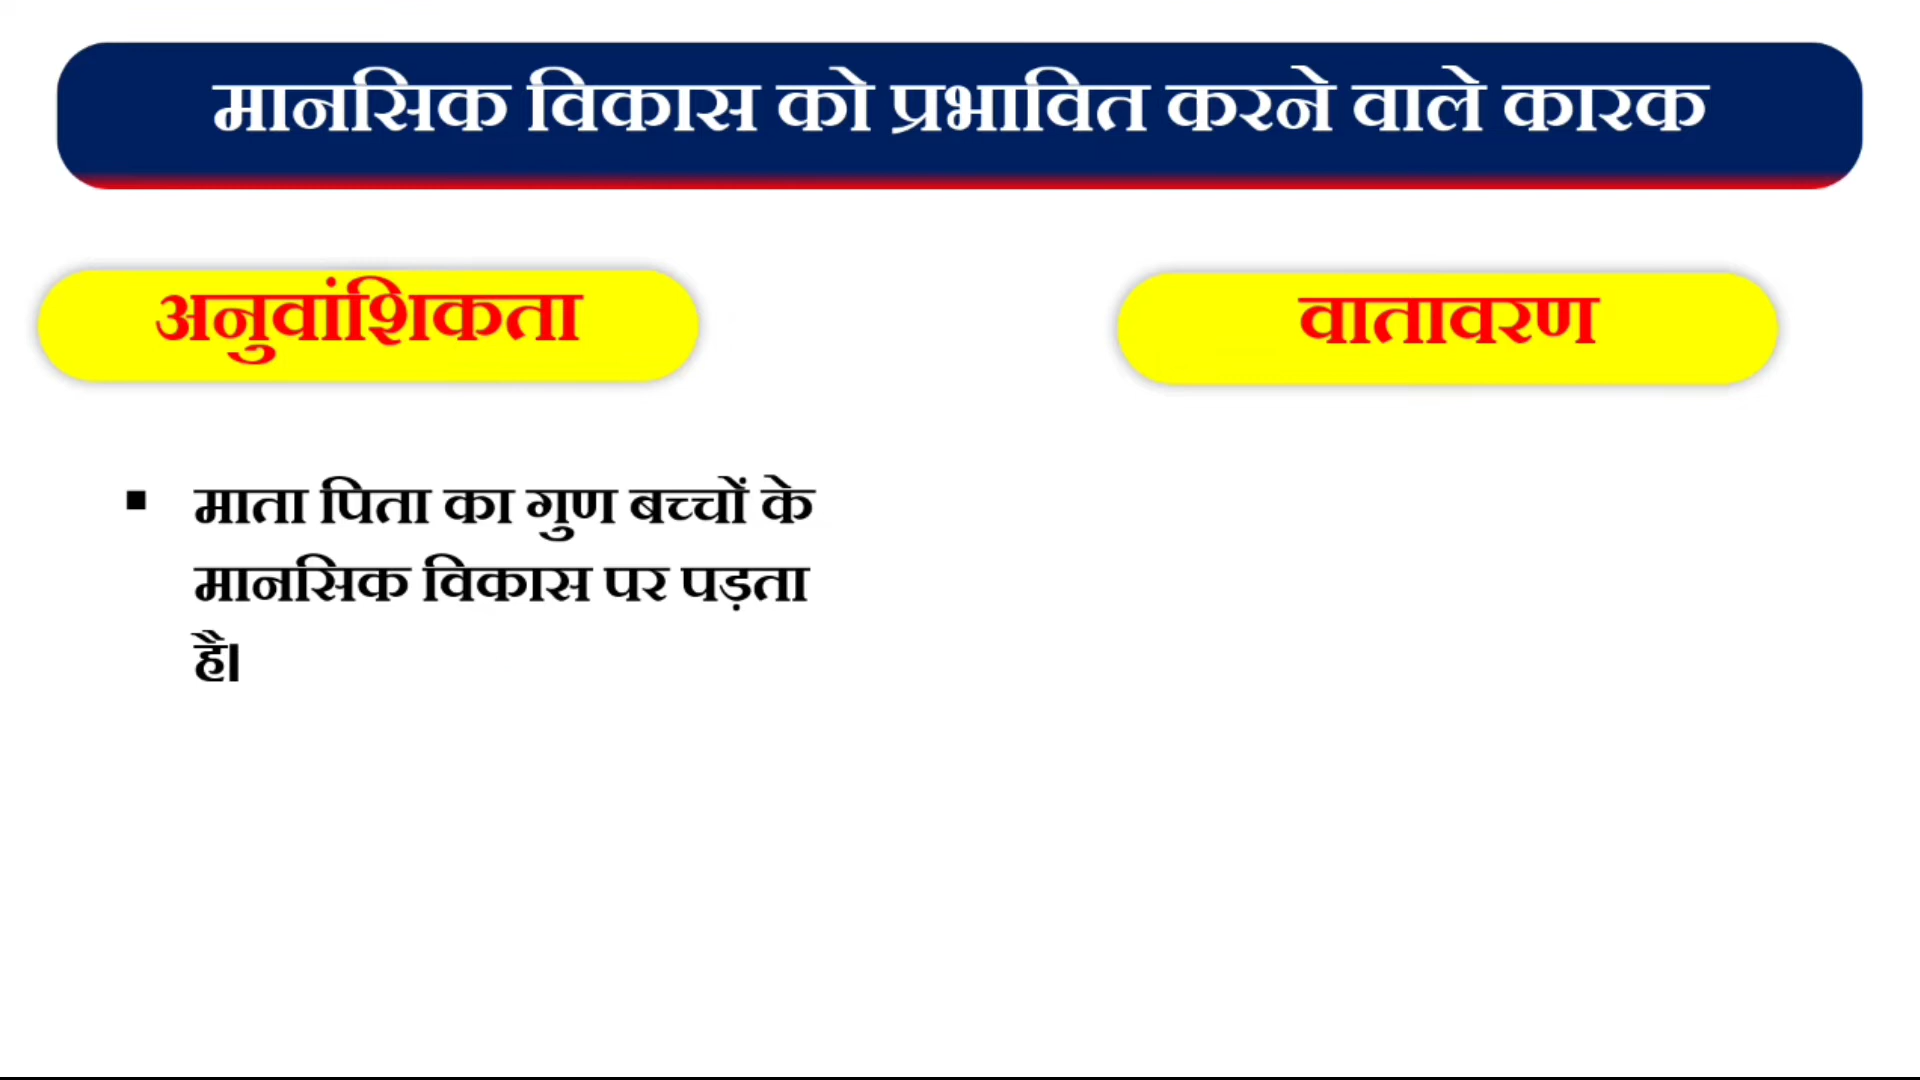 मानसिक विकास को प्रभावित करने वाले कारक
अनुवांशिकता
वातावरण
▪ माता पिता का गुण बच्चों के
मानसिक विकास पर पड़ता
है।